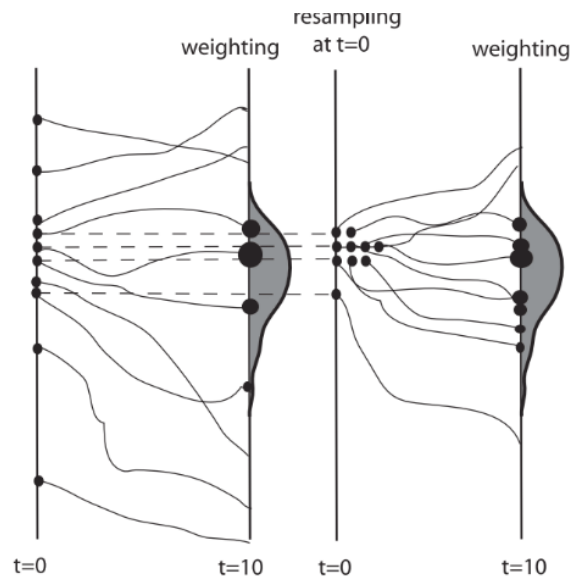 resampling
at t=0
weighting
weighting
t=0
t=10
t=0
t=10